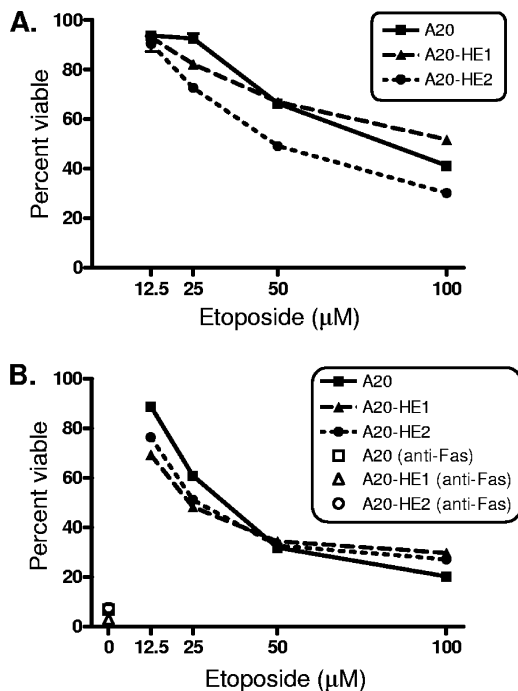 A.
A20
A20-HE1
A20-HE2
100
80
60
40
20
0
Percent viable
12.5 25 50 100
Etoposide (µM)
B.
A20
A20-HE1
A20-HE2
A20 (anti-Fas)
A20-HE1 (anti-Fas)
A20-HE2 (anti-Fas)
100
80
60
40
20
0
Percent viable
0 12.5 25 50 100
Etoposide (µM)